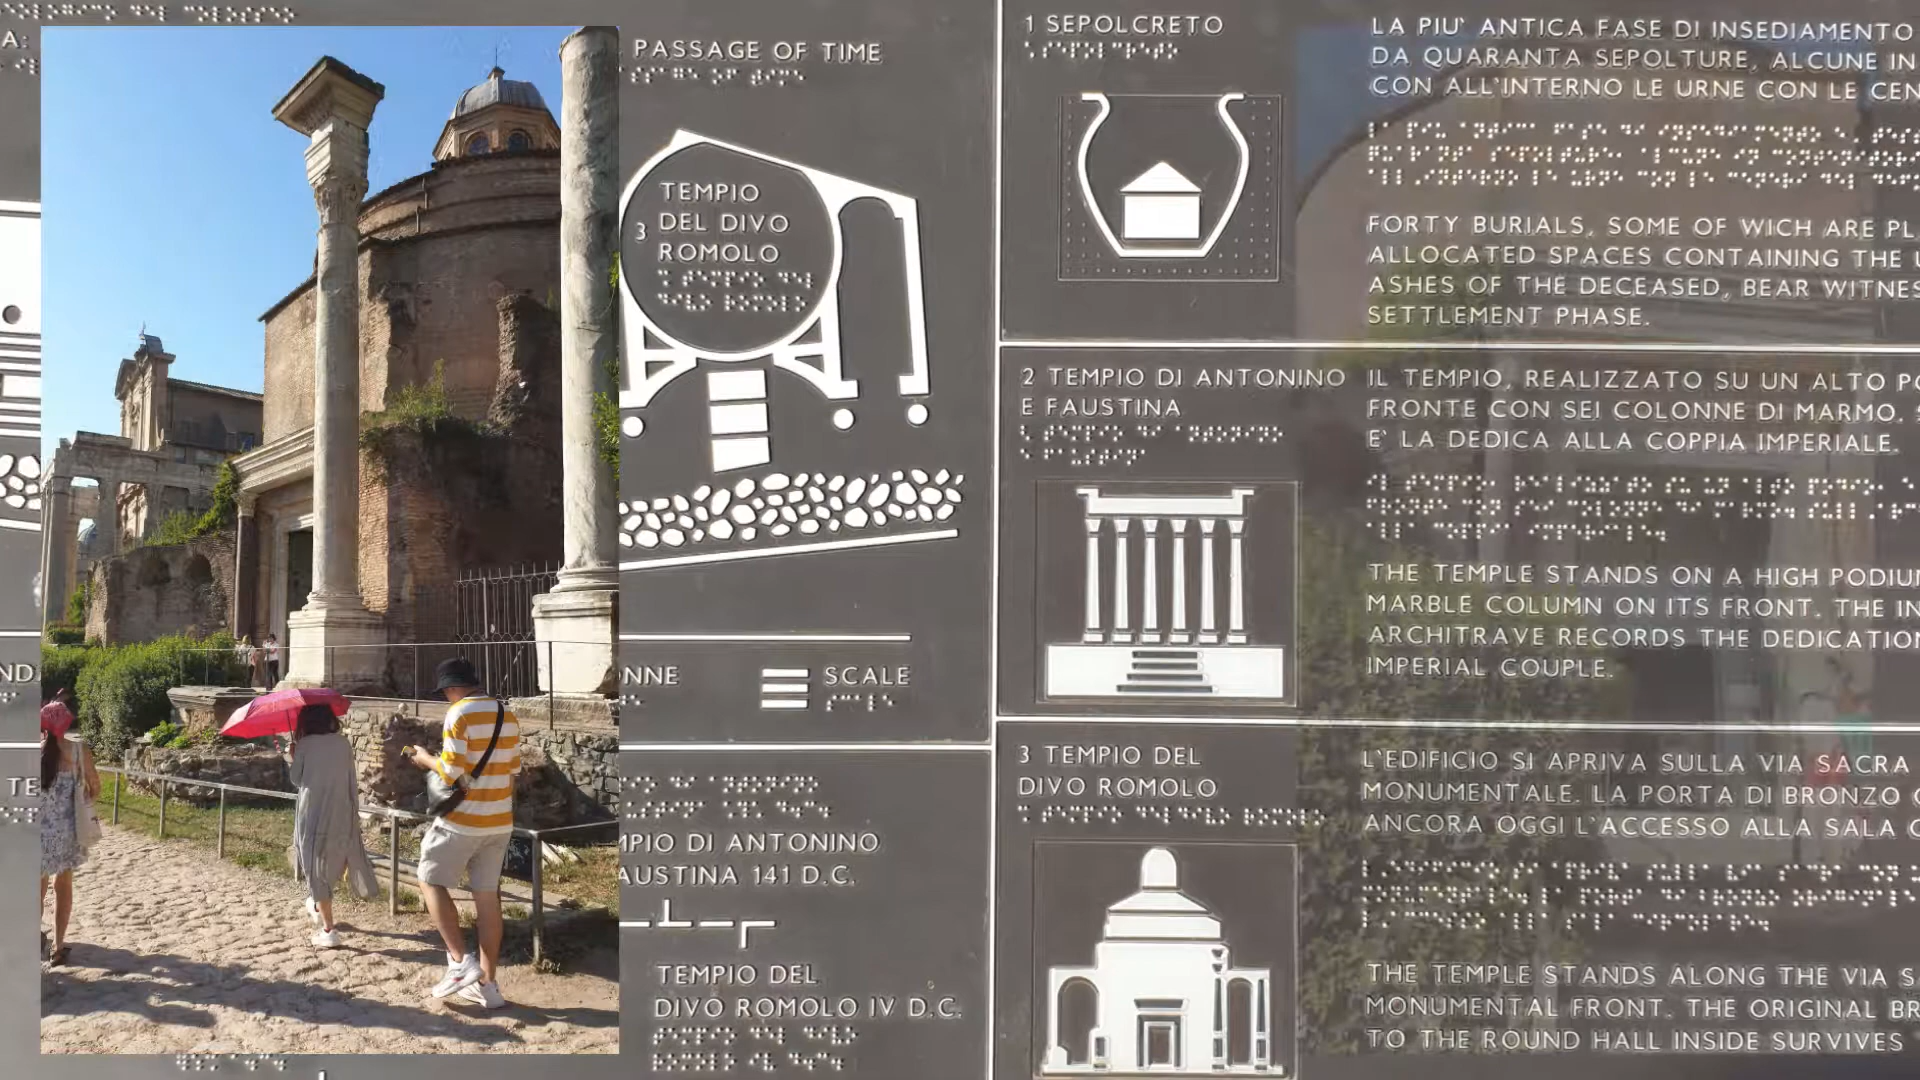 A:
PASSAGE OF TIME
TEMPIO
3 DEL DIVO
ROMOLO
ONNE
SCALE
MPIO DI ANTONINO
AUSTINA 141 D.C.
TEMPIO DEL
DIVO ROMOLO IV D.C.
ND
TE
1 SEPOLCRETO
LA PIU' ANTICA FASE DI INSEDIAMENTO
DA QUARANTA SEPOLTURE, ALCUNE IN
CON ALL'INTERNO LE URNE CON LE CEN
FORTY BURIALS, SOME OF WICH ARE PL
ALLOCATED SPACES CONTAINING THE U
ASHES OF THE DECEASED, BEAR WITNES
SETTLEMENT PHASE.
2 TEMPIO DI ANTONINO
E FAUSTINA
IL TEMPIO, REALIZZATO SU UN ALTO PO
FRONTE CON SEI COLONNE DI MARMO. S
E' LA DEDICA ALLA COPPIA IMPERIALE.
THE TEMPLE STANDS ON A HIGH PODIUM
MARBLE COLUMN ON ITS FRONT. THE IN
ARCHITRAVE RECORDS THE DEDICATION
IMPERIAL COUPLE.
3 TEMPIO DEL
DIVO ROMOLO
L'EDIFICIO SI APRIVA SULLA VIA SACRA
MONUMENTALE. LA PORTA DI BRONZO O
ANCORA OGGI L'ACCESSO ALLA SALA C
THE TEMPLE STANDS ALONG THE VIA S
MONUMENTAL FRONT. THE ORIGINAL BR
TO THE ROUND HALL INSIDE SURVIVES